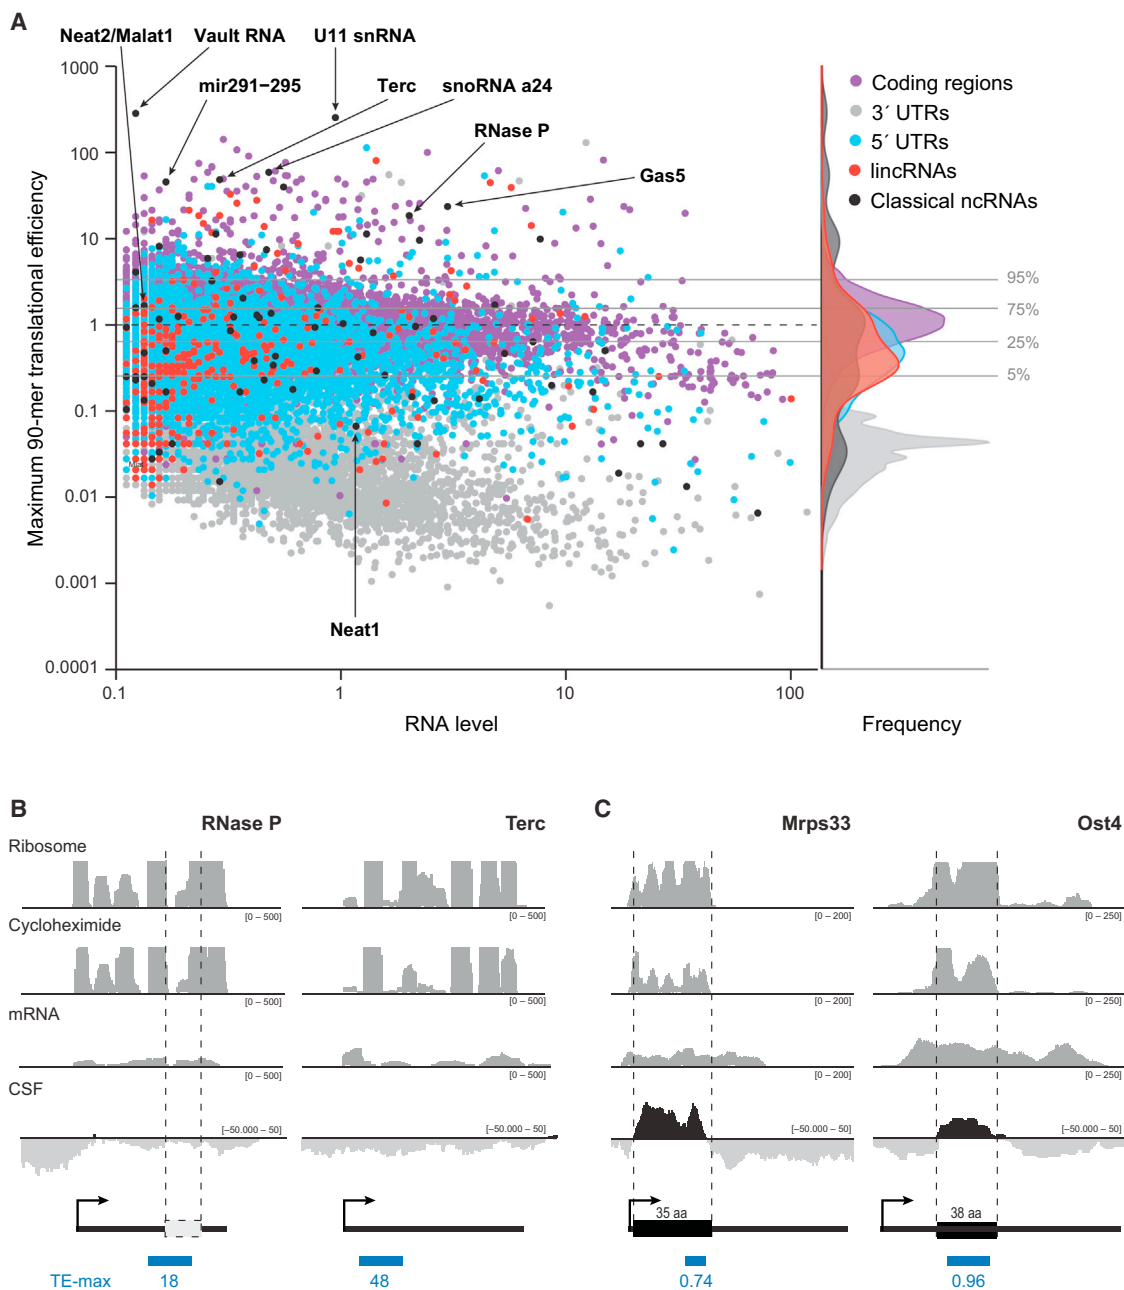 A
Neat2/Malat1 Vault RNA U11 snRNA
mir291−295 Terc snoRNA a24
RNase P
Gas5
Neat1
Maximum 90-mer translational efficiency
1000
100
10
1
0.1
0.01
0.001
0.0001
0.1 1 10 100
RNA level
Coding regions
3´ UTRs
5´ UTRs
lincRNAs
Classical ncRNAs
95%
75%
25%
5%
Frequency
B
RNase P Terc
C
Mrps33 Ost4
Ribosome
[0 – 500] [0 – 500] [0 – 200] [0 – 250]
Cycloheximide
[0 – 500] [0 – 500] [0 – 200] [0 – 250]
mRNA
[0 – 500] [0 – 500] [0 – 200] [0 – 250]
CSF
[–50.000 – 50] [–50.000 – 50] [–50.000 – 50] [–50.000 – 50]
35 aa 38 aa
TE-max 18 48 0.74 0.96